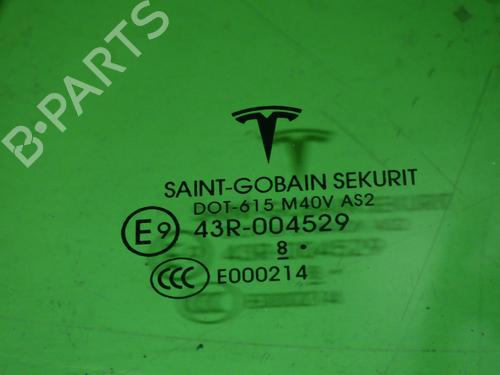 B-PARTS
SAINT-GOBAIN SEKURIT
DOT-615 M40V AS2
E9 43R-004529
8 •
CCC E000214